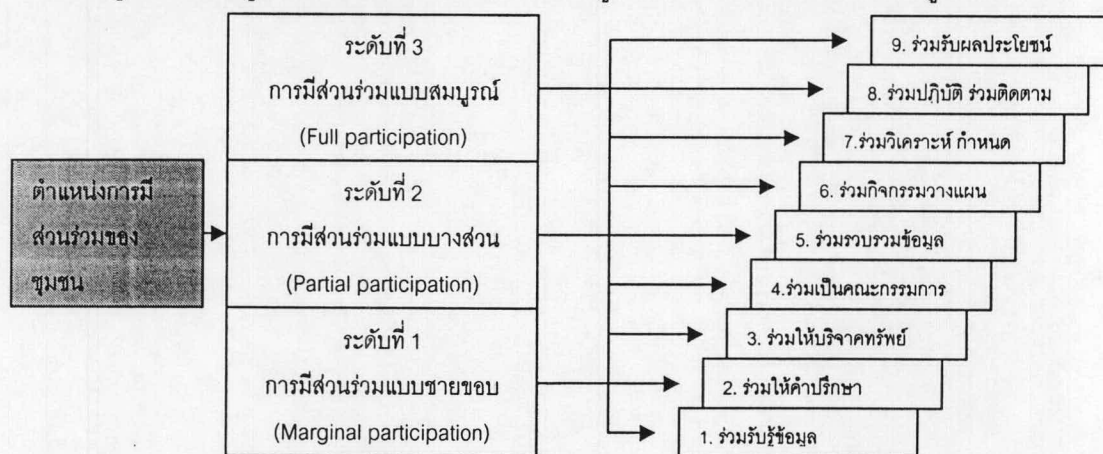 ตำแหน่งการมี
ส่วนร่วมของ
ชุมชน
ระดับที่ 3
การมีส่วนร่วมแบบสมบูรณ์
(Full participation)
ระดับที่ 2
การมีส่วนร่วมแบบบางส่วน
(Partial participation)
ระดับที่ 1
การมีส่วนร่วมแบบชายขอบ
(Marginal participation)
9. ร่วมรับผลประโยชน์
8. ร่วมปฏิบัติ ร่วมติดตาม
7.ร่วมวิเคราะห์ กำหนด
6. ร่วมกิจกรรมวางแผน
5. ร่วมรวบรวมข้อมูล
4.ร่วมเป็นคณะกรรมการ
3. ร่วมให้บริจาคทรัพย์
2. ร่วมให้คำปรึกษา
1. ร่วมรับรู้ข้อมูล